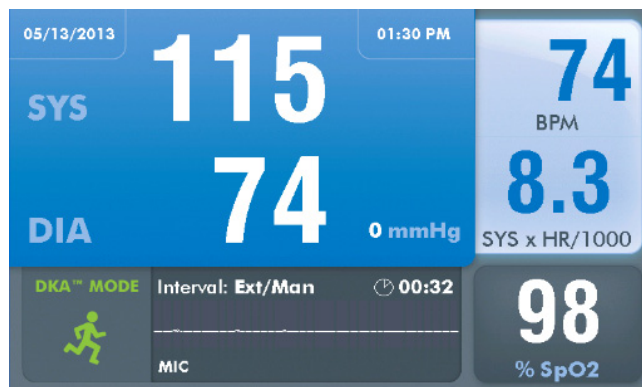 05/13/2013
01:30 PM
SYS 115
DIA 74
0 mmHg
74
BPM
8.3
SYS x HR/1000
DKA™ MODE
Interval: Ext/Man 00:32
MIC
98
% SpO2